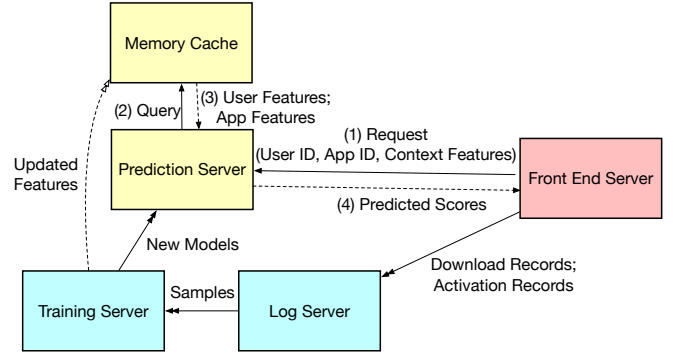 Memory Cache
(2) Query
(3) User Features;
App Features
(1) Request
(User ID, App ID, Context Features)
Updated
Features
Prediction Server
Front End Server
(4) Predicted Scores
New Models
Download Records;
Activation Records
Training Server
Samples
Log Server